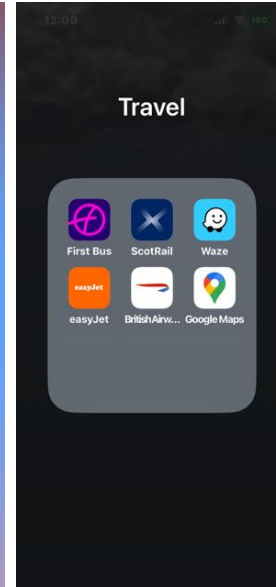 12:09
Travel
First Bus
ScotRail
Waze
easyJet
easyJet
BritishAirw...
Google Maps